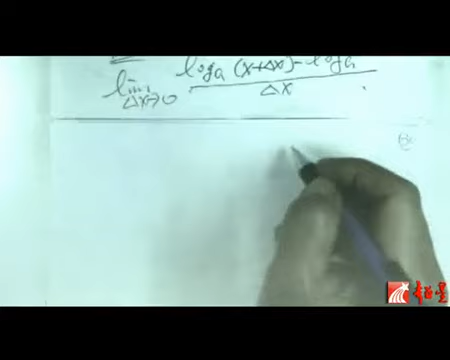 lim Δx→0 loga (x+Δx) - loga / Δx